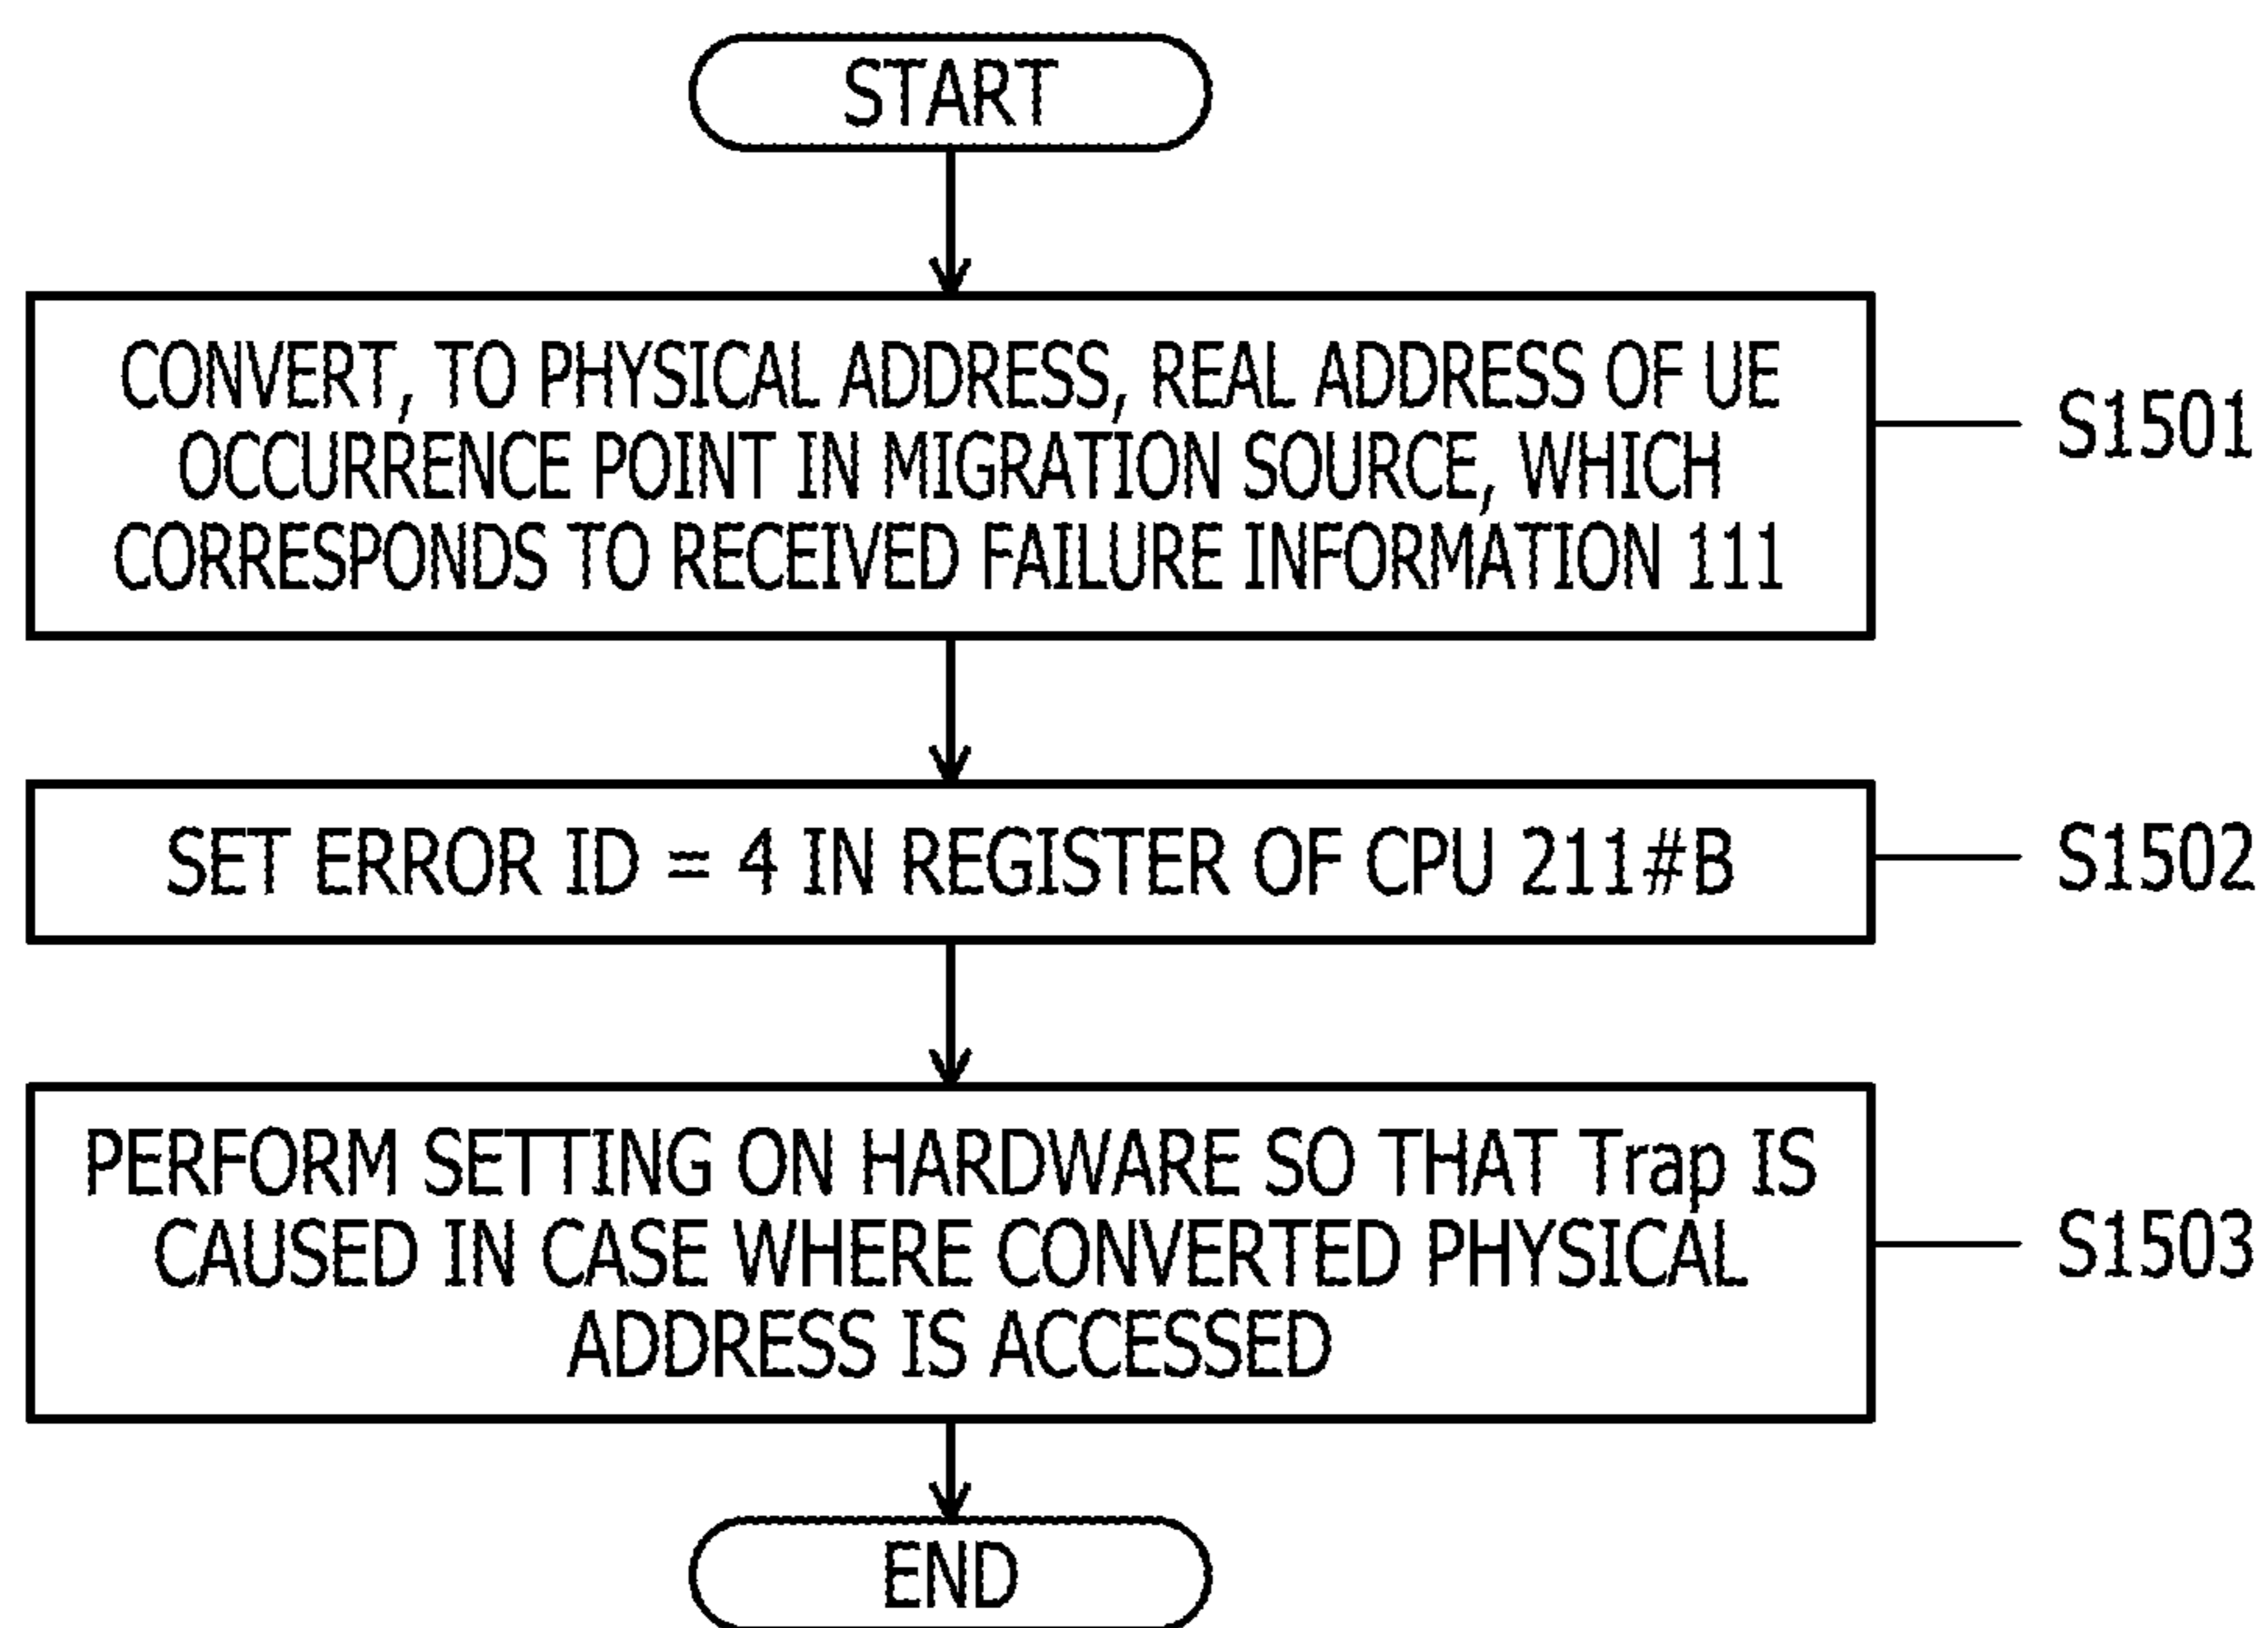 START
CONVERT, TO PHYSICAL ADDRESS, REAL ADDRESS OF UE
OCCURRENCE POINT IN MIGRATION SOURCE, WHICH
CORRESPONDS TO RECEIVED FAILURE INFORMATION 111
S1501
SET ERROR ID = 4 IN REGISTER OF CPU 211#B
S1502
PERFORM SETTING ON HARDWARE SO THAT Trap IS
CAUSED IN CASE WHERE CONVERTED PHYSICAL
ADDRESS IS ACCESSED
S1503
END